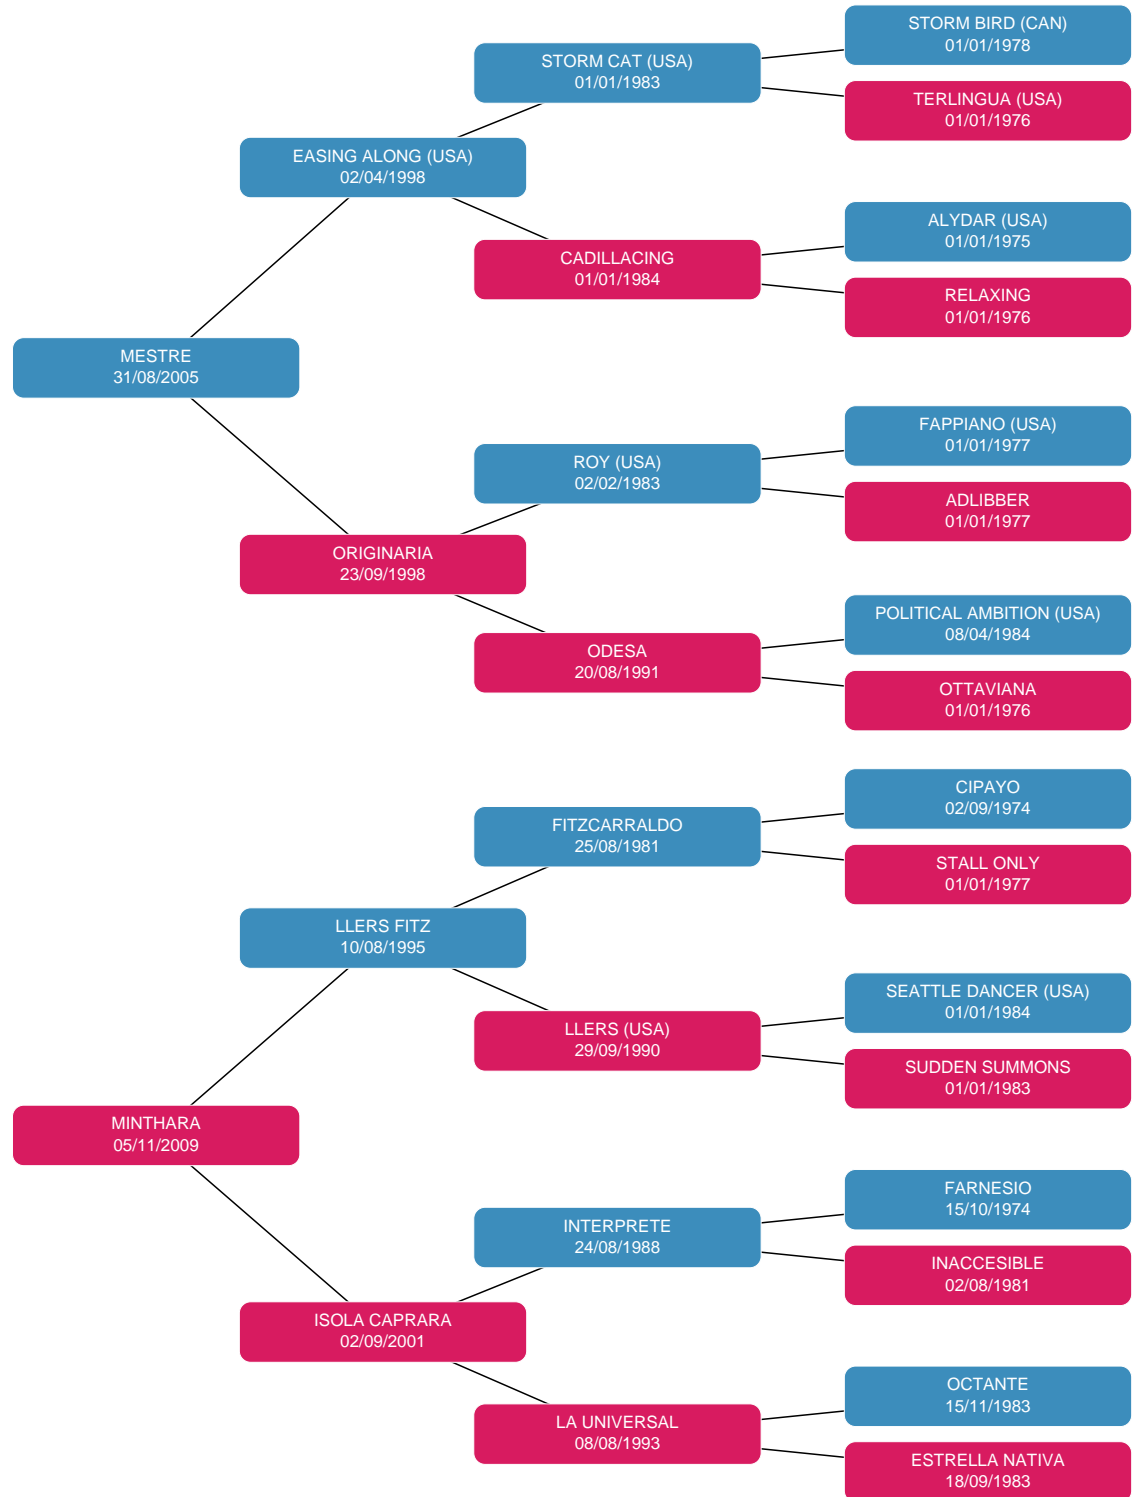 STORM BIRD (CAN)
01/01/1978
STORM CAT (USA)
01/01/1983
TERLINGUA (USA)
01/01/1976
EASING ALONG (USA)
02/04/1998
ALYDAR (USA)
01/01/1975
CADILLACING
01/01/1984
RELAXING
01/01/1976
MESTRE
31/08/2005
FAPPIANO (USA)
01/01/1977
ROY (USA)
02/02/1983
ADLIBBER
01/01/1977
ORIGINARIA
23/09/1998
POLITICAL AMBITION (USA)
08/04/1984
ODESA
20/08/1991
OTTAVIANA
01/01/1976
CIPAYO
02/09/1974
FITZCARRALDO
25/08/1981
STALL ONLY
01/01/1977
LLERS FITZ
10/08/1995
SEATTLE DANCER (USA)
01/01/1984
LLERS (USA)
29/09/1990
SUDDEN SUMMONS
01/01/1983
MINTHARA
05/11/2009
FARNESIO
15/10/1974
INTERPRETE
24/08/1988
INACCESIBLE
02/08/1981
ISOLA CAPRARA
02/09/2001
OCTANTE
15/11/1983
LA UNIVERSAL
08/08/1993
ESTRELLA NATIVA
18/09/1983